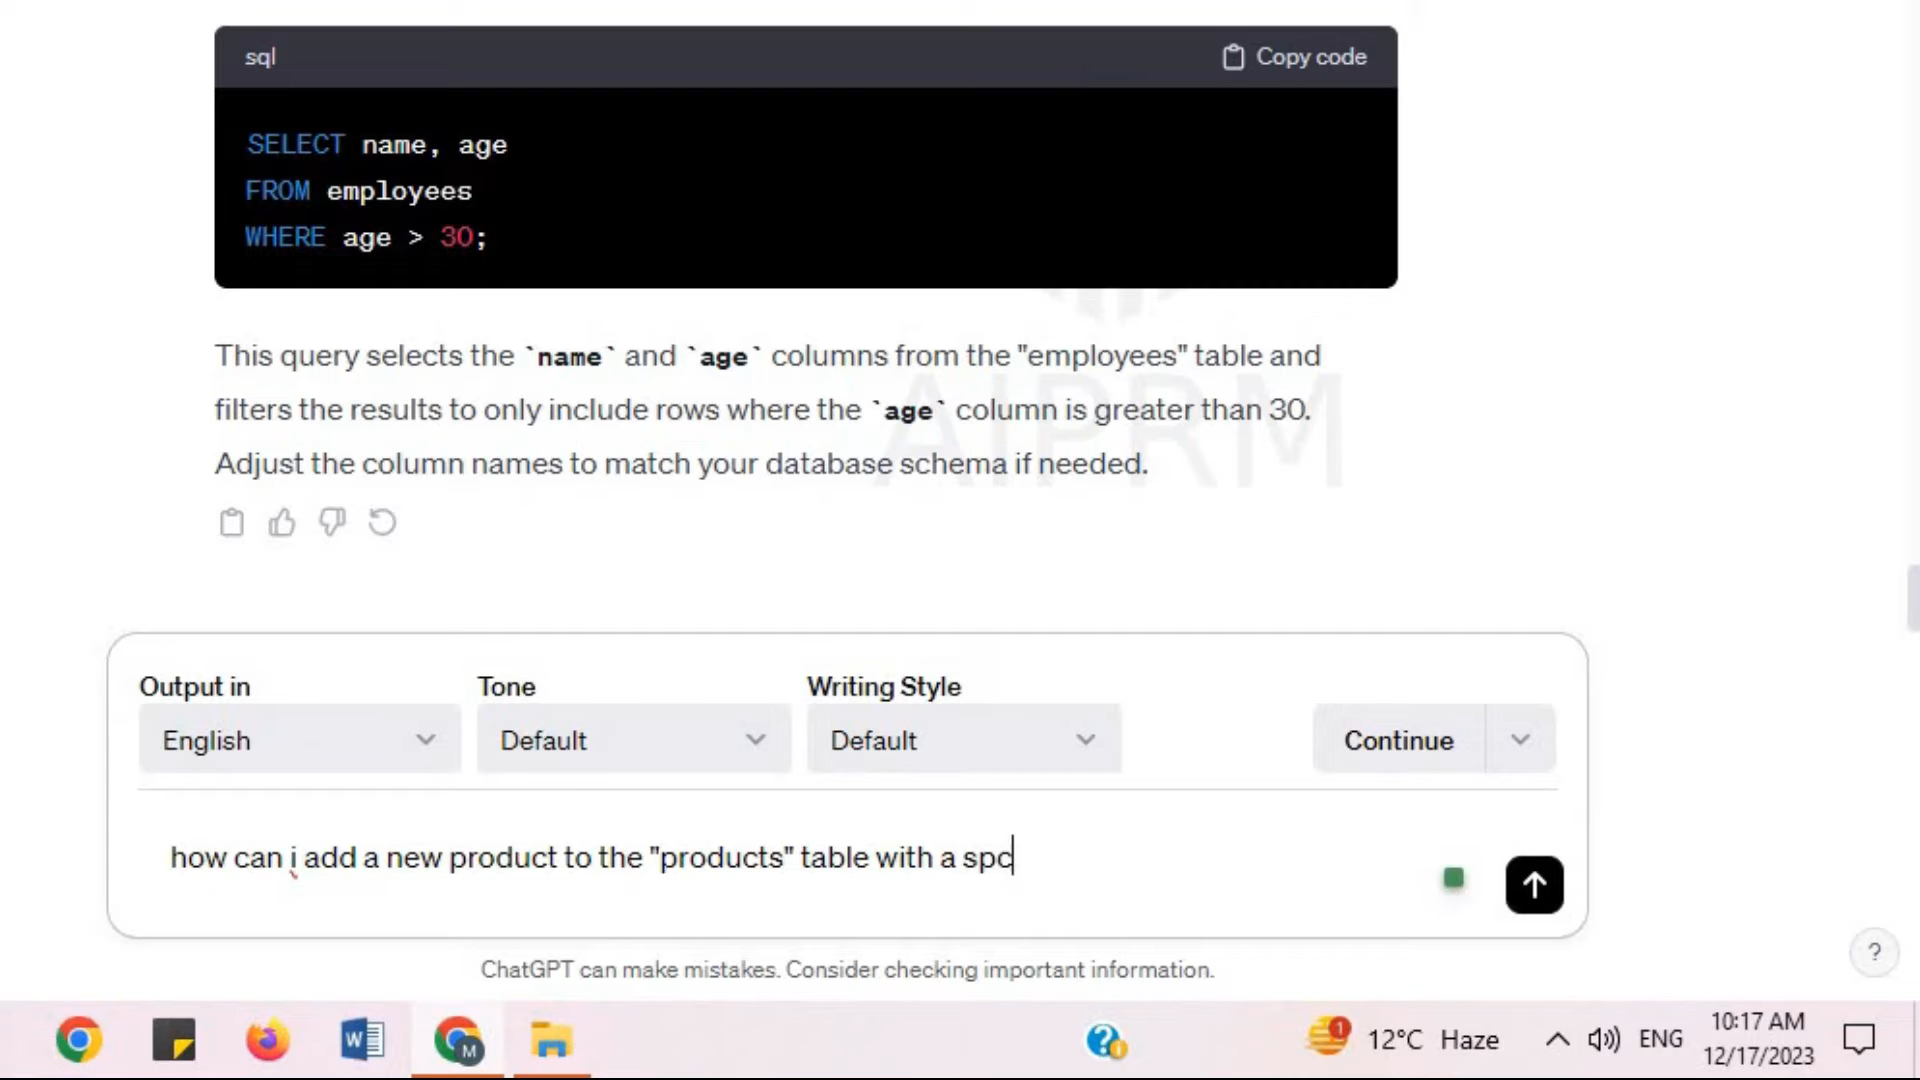 sql
Copy code
SELECT name, age
FROM employees
WHERE age > 30;
This query selects the `name` and `age` columns from the "employees" table and
filters the results to only include rows where the `age` column is greater than 30.
Adjust the column names to match your database schema if needed.
AIPRM
Output in
Tone
Writing Style
English
Default
Default
Continue
how can i add a new product to the "products" table with a spc
ChatGPT can make mistakes. Consider checking important information.
?
W
M
?
1
12°C Haze
ENG
10:17 AM
12/17/2023